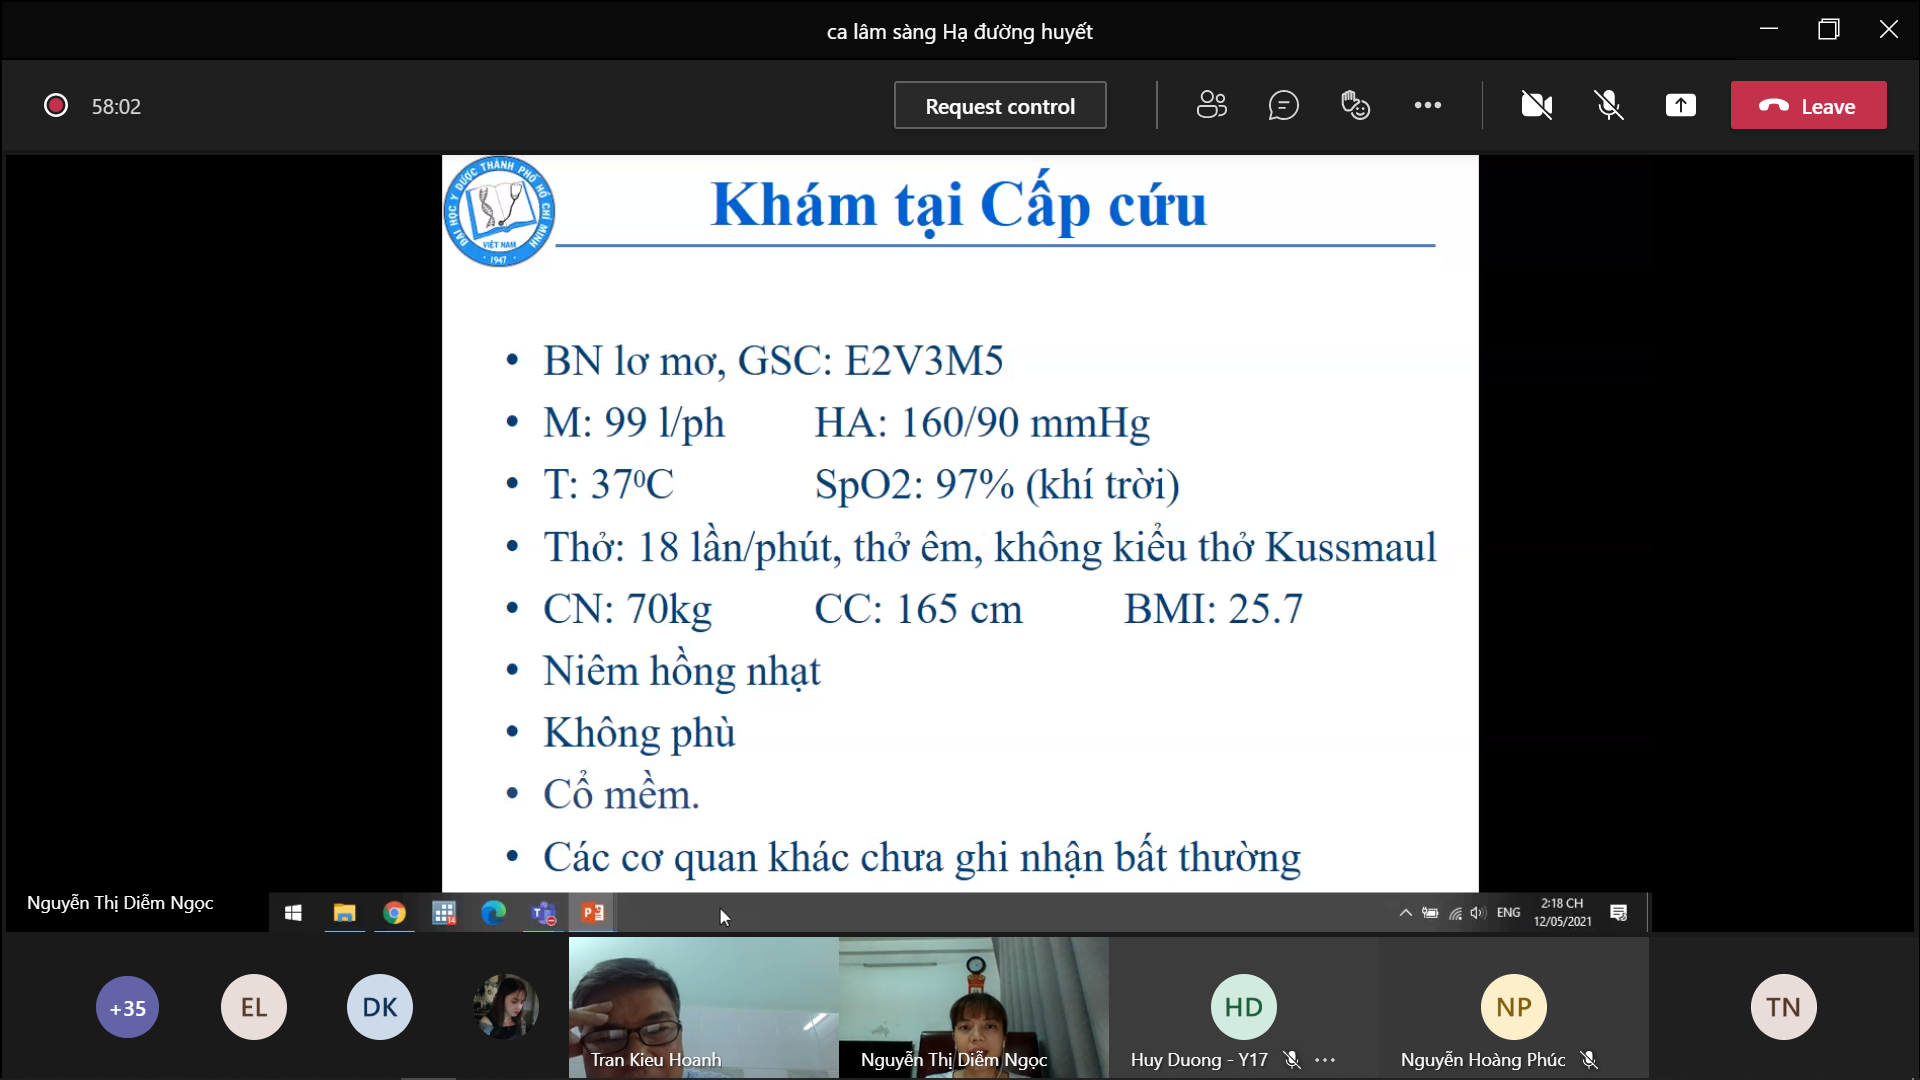 ca lâm sàng Hạ đường huyết
58:02
Request control
Leave
ĐẠI HỌC Y DƯỢC THÀNH PHỐ HỒ CHÍ MINH
VIỆT NAM
· 1947 ·
Khám tại Cấp cứu
• BN lơ mơ, GSC: E2V3M5
• M: 99 l/ph HA: 160/90 mmHg
• T: 37⁰C SpO2: 97% (khí trời)
• Thở: 18 lần/phút, thở êm, không kiểu thở Kussmaul
• CN: 70kg CC: 165 cm BMI: 25.7
• Niêm hồng nhạt
• Không phù
• Cổ mềm.
• Các cơ quan khác chưa ghi nhận bất thường
Nguyễn Thị Diễm Ngọc
14
ENG
2:18 CH
12/05/2021
+35
EL
DK
Tran Kieu Hoanh
Nguyễn Thị Diễm Ngọc
HD
Huy Duong - Y17
NP
Nguyễn Hoàng Phúc
TN